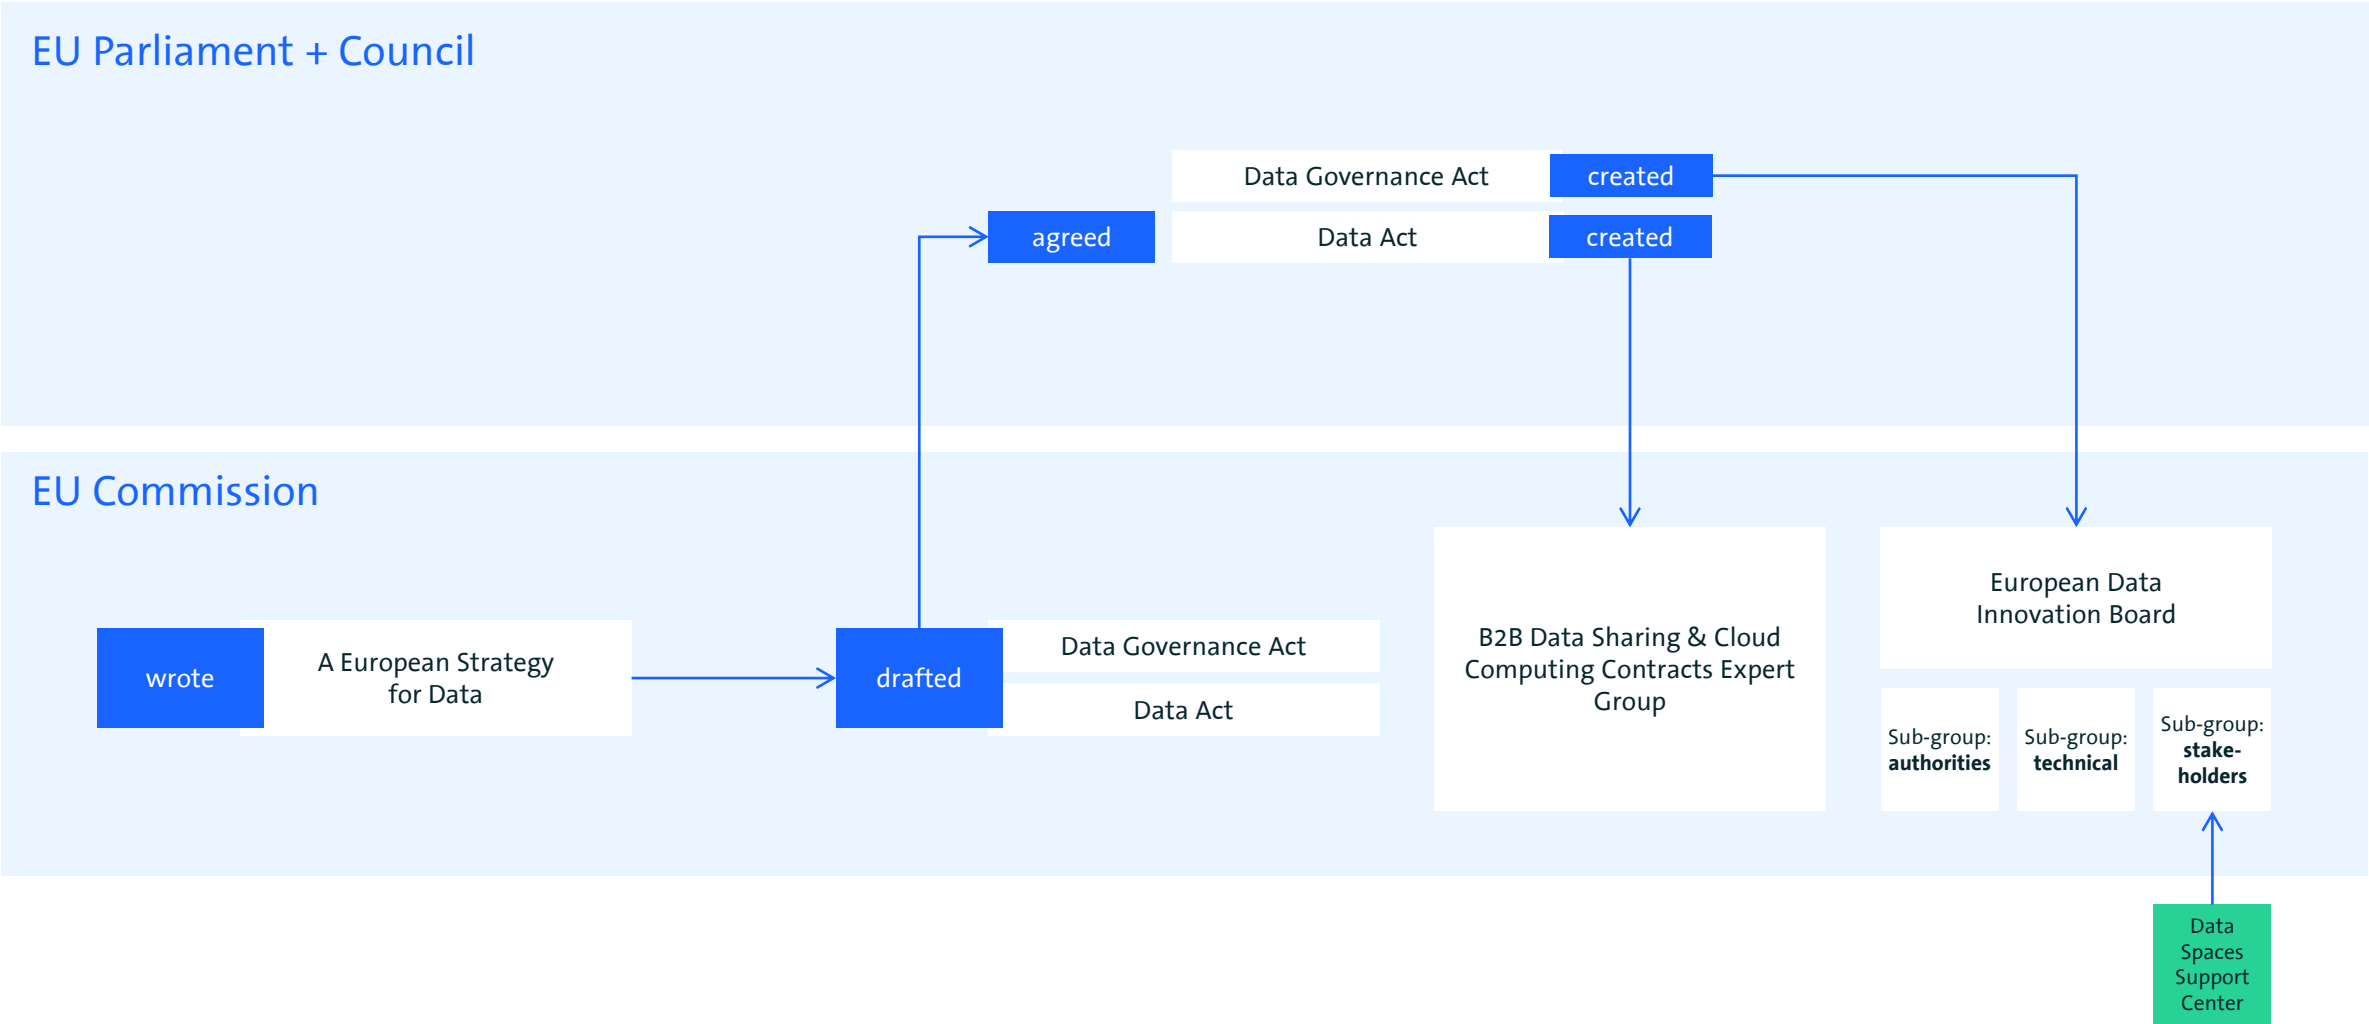 EU Parliament + Council
Data Governance Act
created
agreed
Data Act
created
EU Commission
wrote
A European Strategy
for Data
drafted
Data Governance Act
Data Act
B2B Data Sharing & Cloud
Computing Contracts Expert
Group
European Data
Innovation Board
Sub-group:
authorities
Sub-group:
technical
Sub-group:
stake-
holders
Data
Spaces
Support
Center